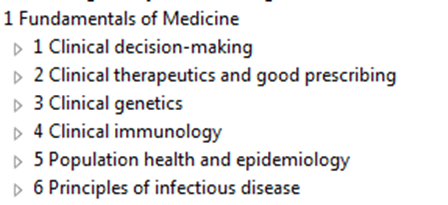 1 Fundamentals of Medicine
1 Clinical decision-making
2 Clinical therapeutics and good prescribing
3 Clinical genetics
4 Clinical immunology
5 Population health and epidemiology
6 Principles of infectious disease